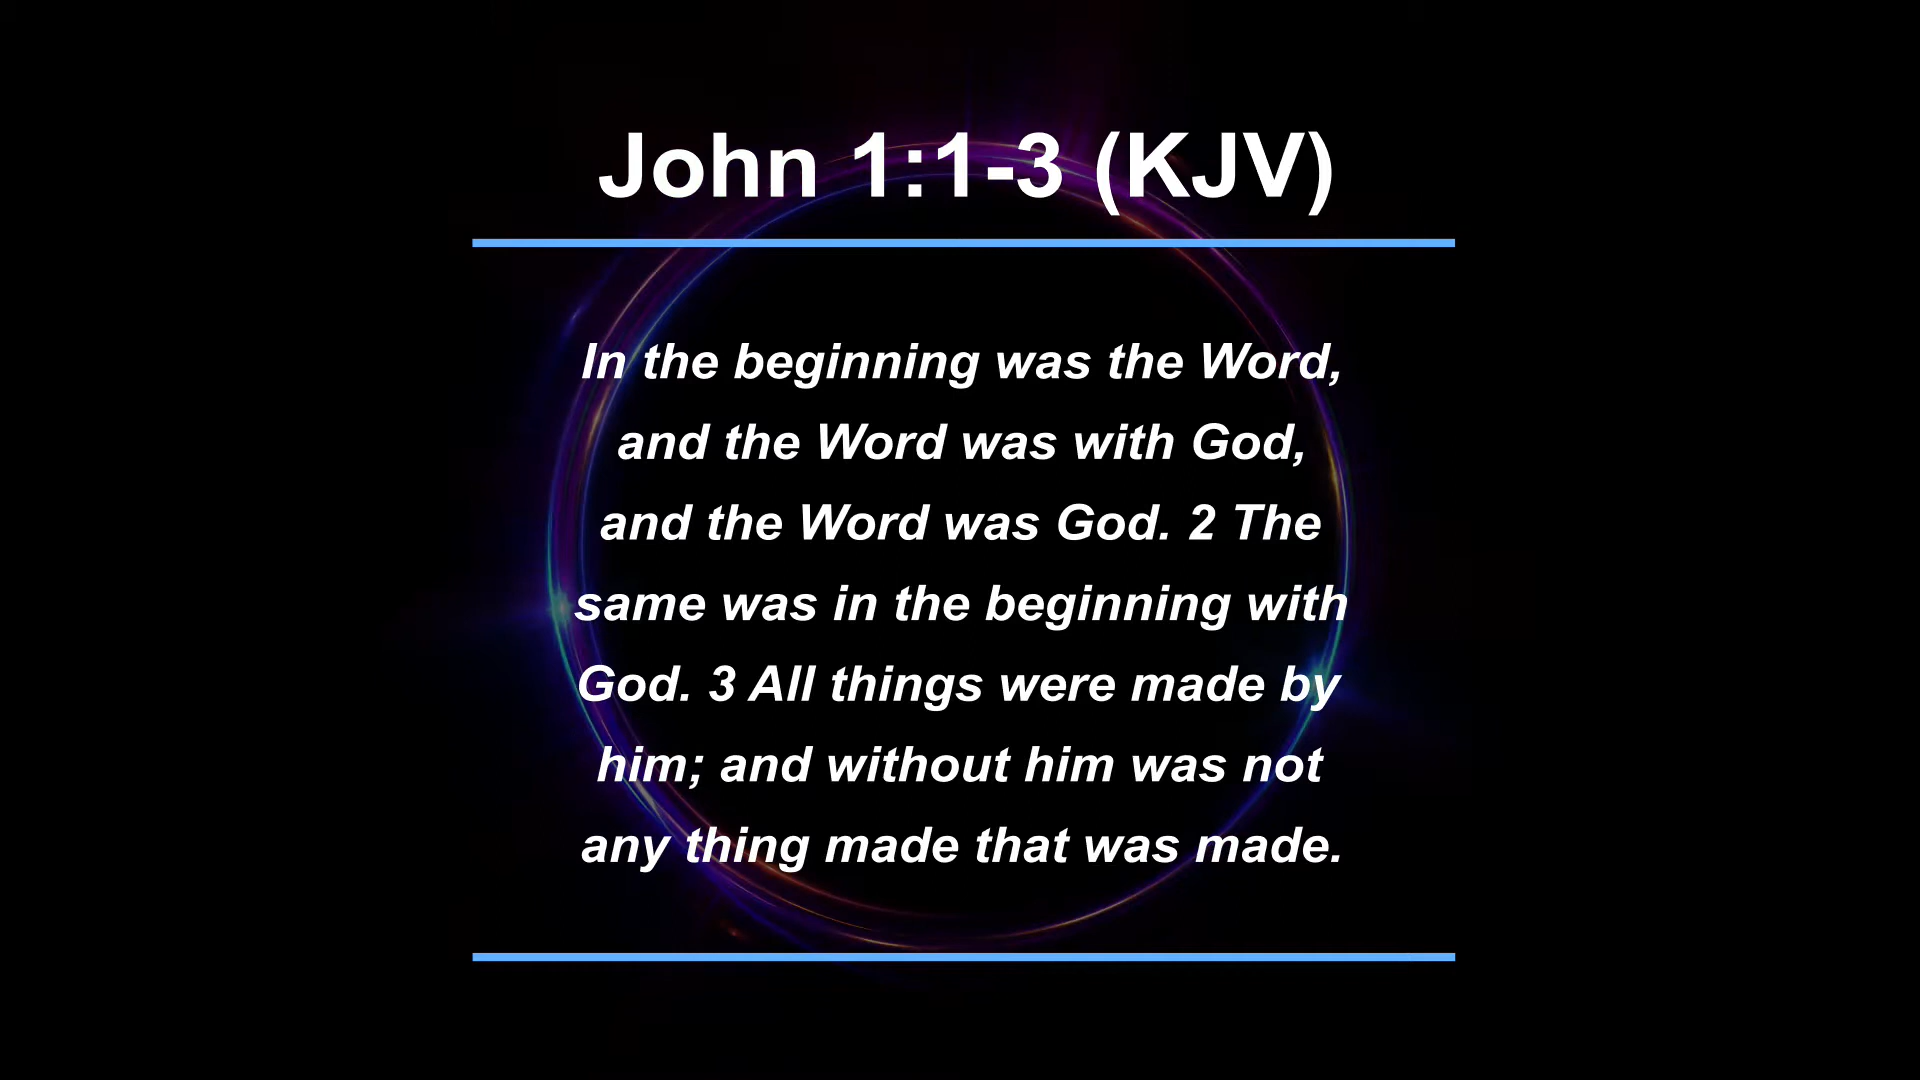 John 1:1-3 (KJV)
In the beginning was the Word,
and the Word was with God,
and the Word was God. 2 The
same was in the beginning with
God. 3 All things were made by
him; and without him was not
any thing made that was made.